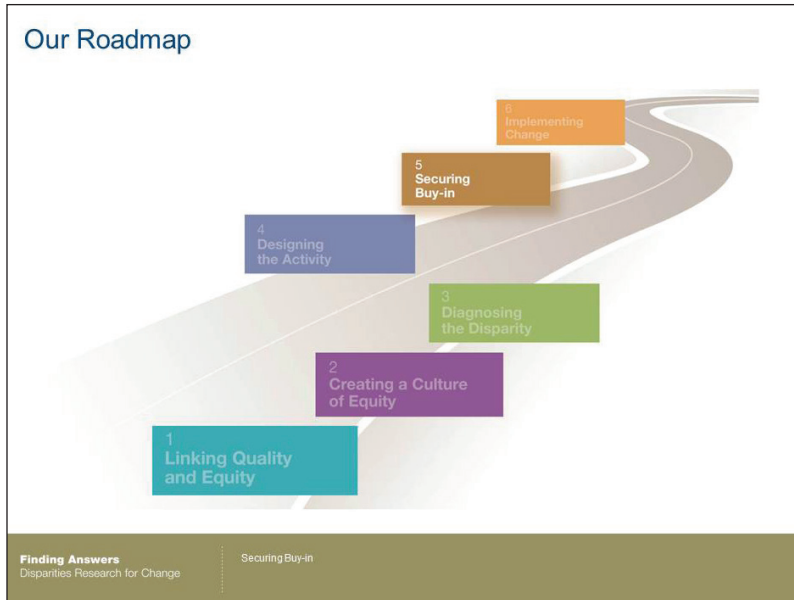 Our Roadmap
6
Implementing
Change
5
Securing
Buy-in
4
Designing
the Activity
3
Diagnosing
the Disparity
2
Creating a Culture
of Equity
1
Linking Quality
and Equity
Finding Answers
Disparities Research for Change
Securing Buy-in